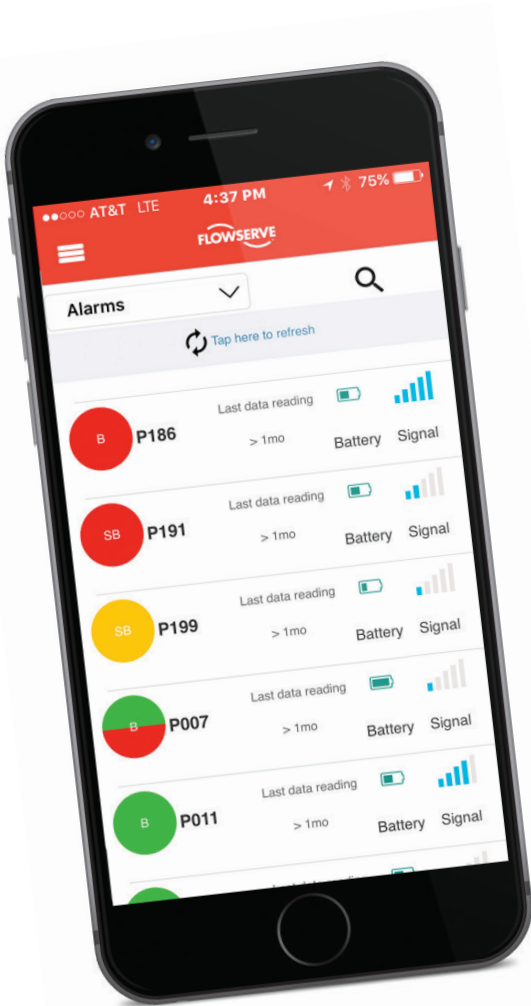 AT&T LTE 4:37 PM 75%
FLOWSERVE
Alarms
Tap here to refresh
B P186 Last data reading
> 1mo Battery Signal
SB P191 Last data reading
> 1mo Battery Signal
SB P199 Last data reading
> 1mo Battery Signal
B P007 Last data reading
> 1mo Battery Signal
B P011 Last data reading
> 1mo Battery Signal